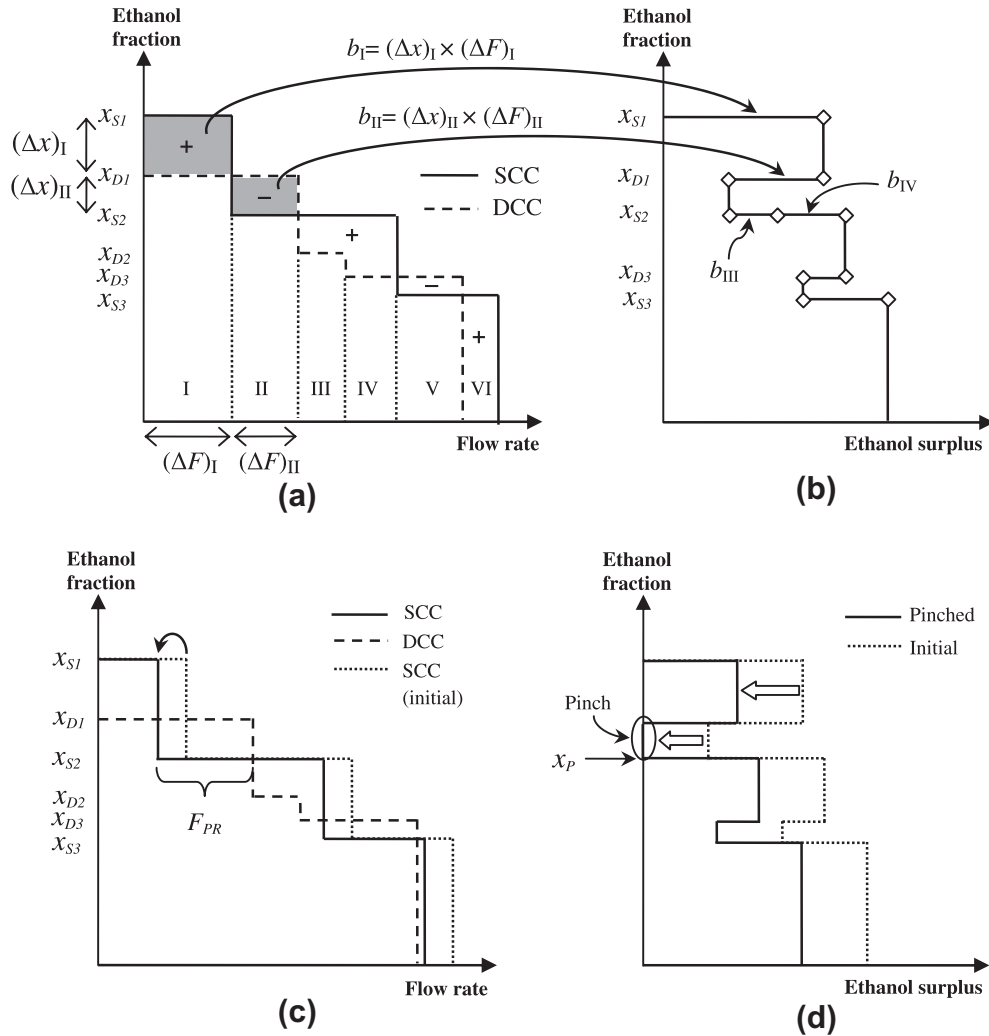 Ethanol
fraction
b_I = (Δx)_I × (ΔF)_I
b_II = (Δx)_II × (ΔF)_II
x_S1
(Δx)_I
+
x_D1
(Δx)_II
−
x_S2
x_D2
+
x_D3
−
x_S3
+
SCC
DCC
I
II
III
IV
V
VI
Flow rate
(ΔF)_I
(ΔF)_II
(a)
Ethanol
fraction
x_S1
x_D1
b_IV
x_S2
b_III
x_D3
x_S3
Ethanol surplus
(b)
Ethanol
fraction
SCC
DCC
SCC
(initial)
x_S1
x_D1
x_S2
x_D2
F_PR
x_D3
x_S3
Flow rate
(c)
Ethanol
fraction
Pinched
Initial
Pinch
x_P
Ethanol surplus
(d)